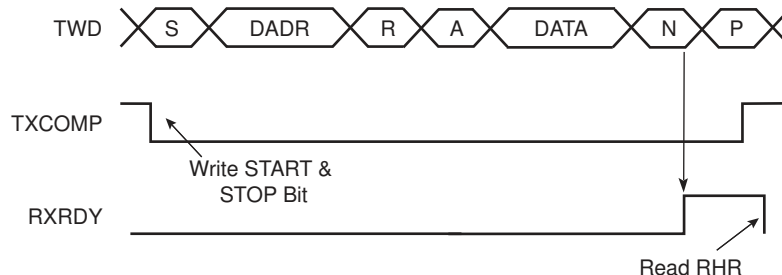 TWD S DADR R A DATA N P
TXCOMP
Write START &
STOP Bit
RXRDY
Read RHR